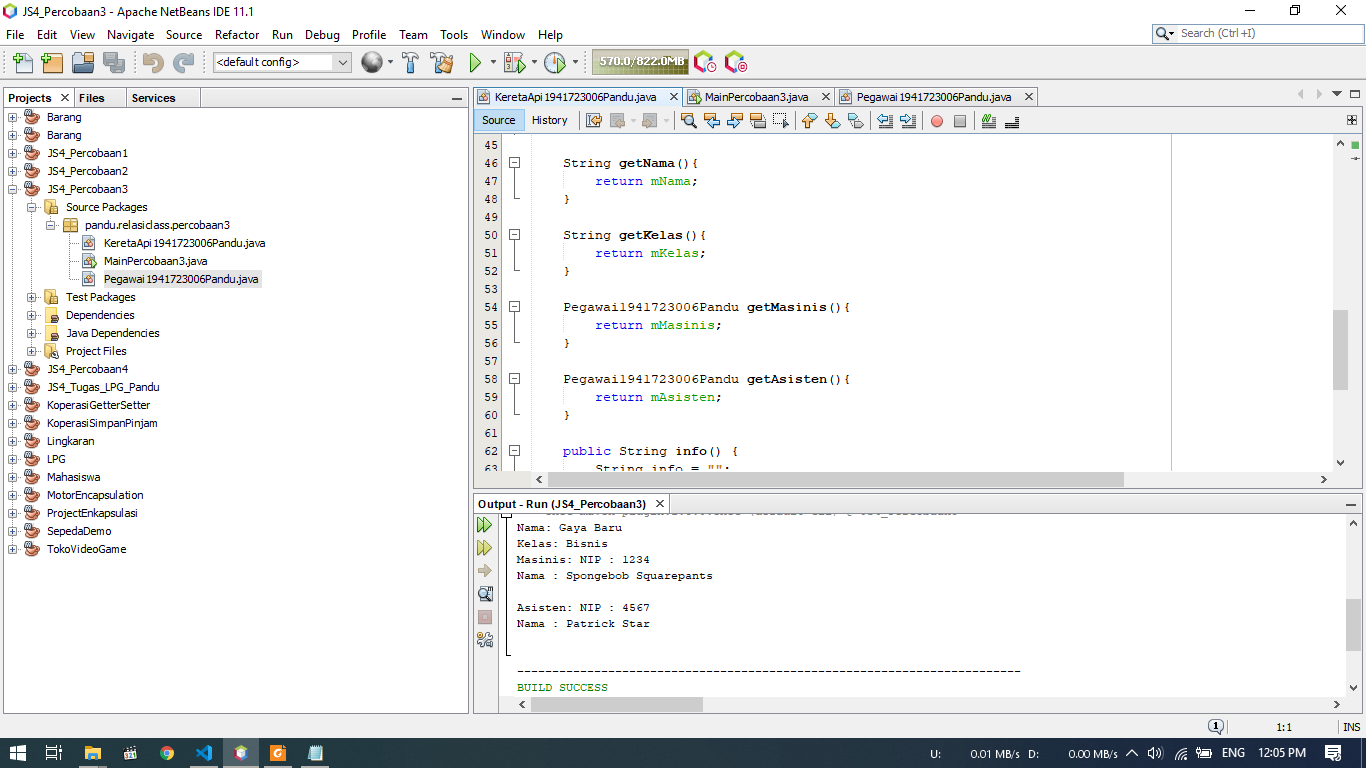 JS4_Percobaan3 - Apache NetBeans IDE 11.1
File Edit View Navigate Source Refactor Run Debug Profile Team Tools Window Help
Search (Ctrl+I)
<default config>
570.0/822.0MB
Projects Files Services
Barang
Barang
JS4_Percobaan1
JS4_Percobaan2
JS4_Percobaan3
Source Packages
pandu.relasiclass.percobaan3
KeretaApi1941723006Pandu.java
MainPercobaan3.java
Pegawai1941723006Pandu.java
Test Packages
Dependencies
Java Dependencies
Project Files
JS4_Percobaan4
JS4_Tugas_LPG_Pandu
KoperasiGetterSetter
KoperasiSimpanPinjam
Lingkaran
LPG
Mahasiswa
MotorEncapsulation
ProjectEnkapsulasi
SepedaDemo
TokoVideoGame
KeretaApi1941723006Pandu.java MainPercobaan3.java Pegawai1941723006Pandu.java
Source History
45
46 String getNama(){
47 return mNama;
48 }
49
50 String getKelas(){
51 return mKelas;
52 }
53
54 Pegawai1941723006Pandu getMasinis(){
55 return mMasinis;
56 }
57
58 Pegawai1941723006Pandu getAsisten(){
59 return mAsisten;
60 }
61
62 public String info() {
63 String info = "";
Output - Run (JS4_Percobaan3)
Nama: Gaya Baru
Kelas: Bisnis
Masinis: NIP : 1234
Nama : Spongebob Squarepants
Asisten: NIP : 4567
Nama : Patrick Star
------------------------------------------------------------------------
BUILD SUCCESS
1
1:1 INS
U: 0.01 MB/s D: 0.00 MB/s ENG 12:05 PM